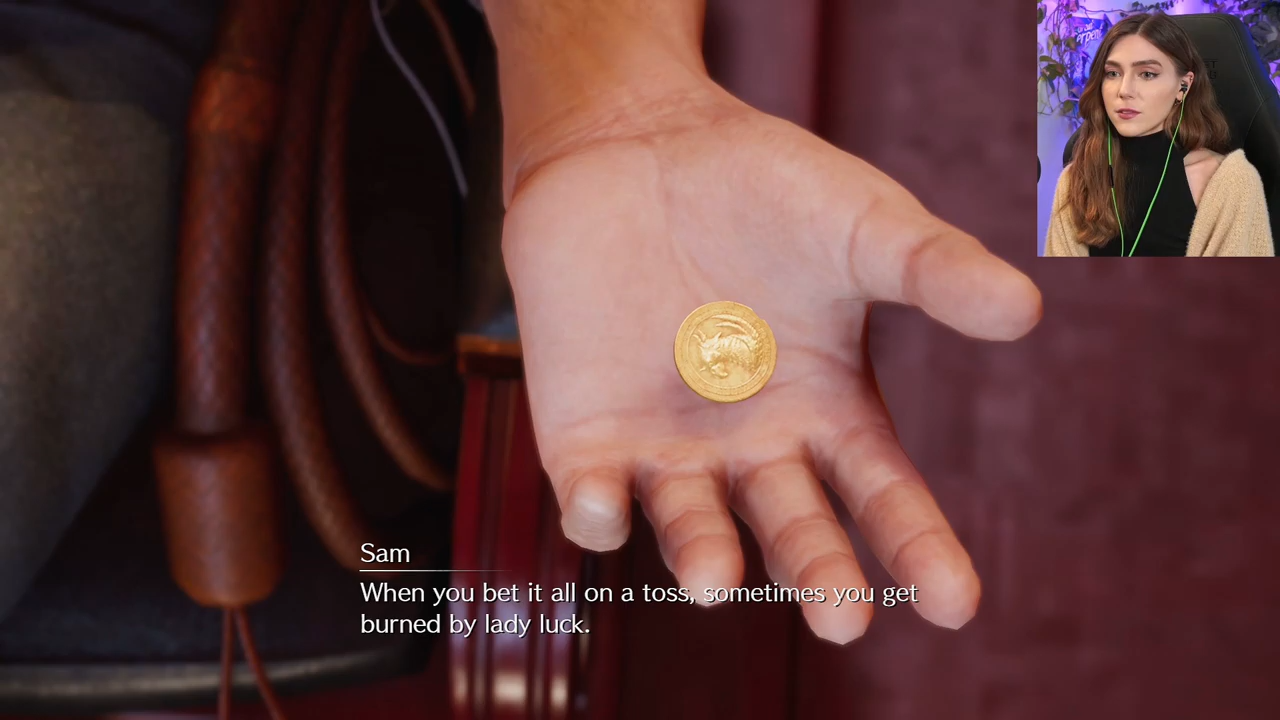 Sam
When you bet it all on a toss, sometimes you get
burned by lady luck.